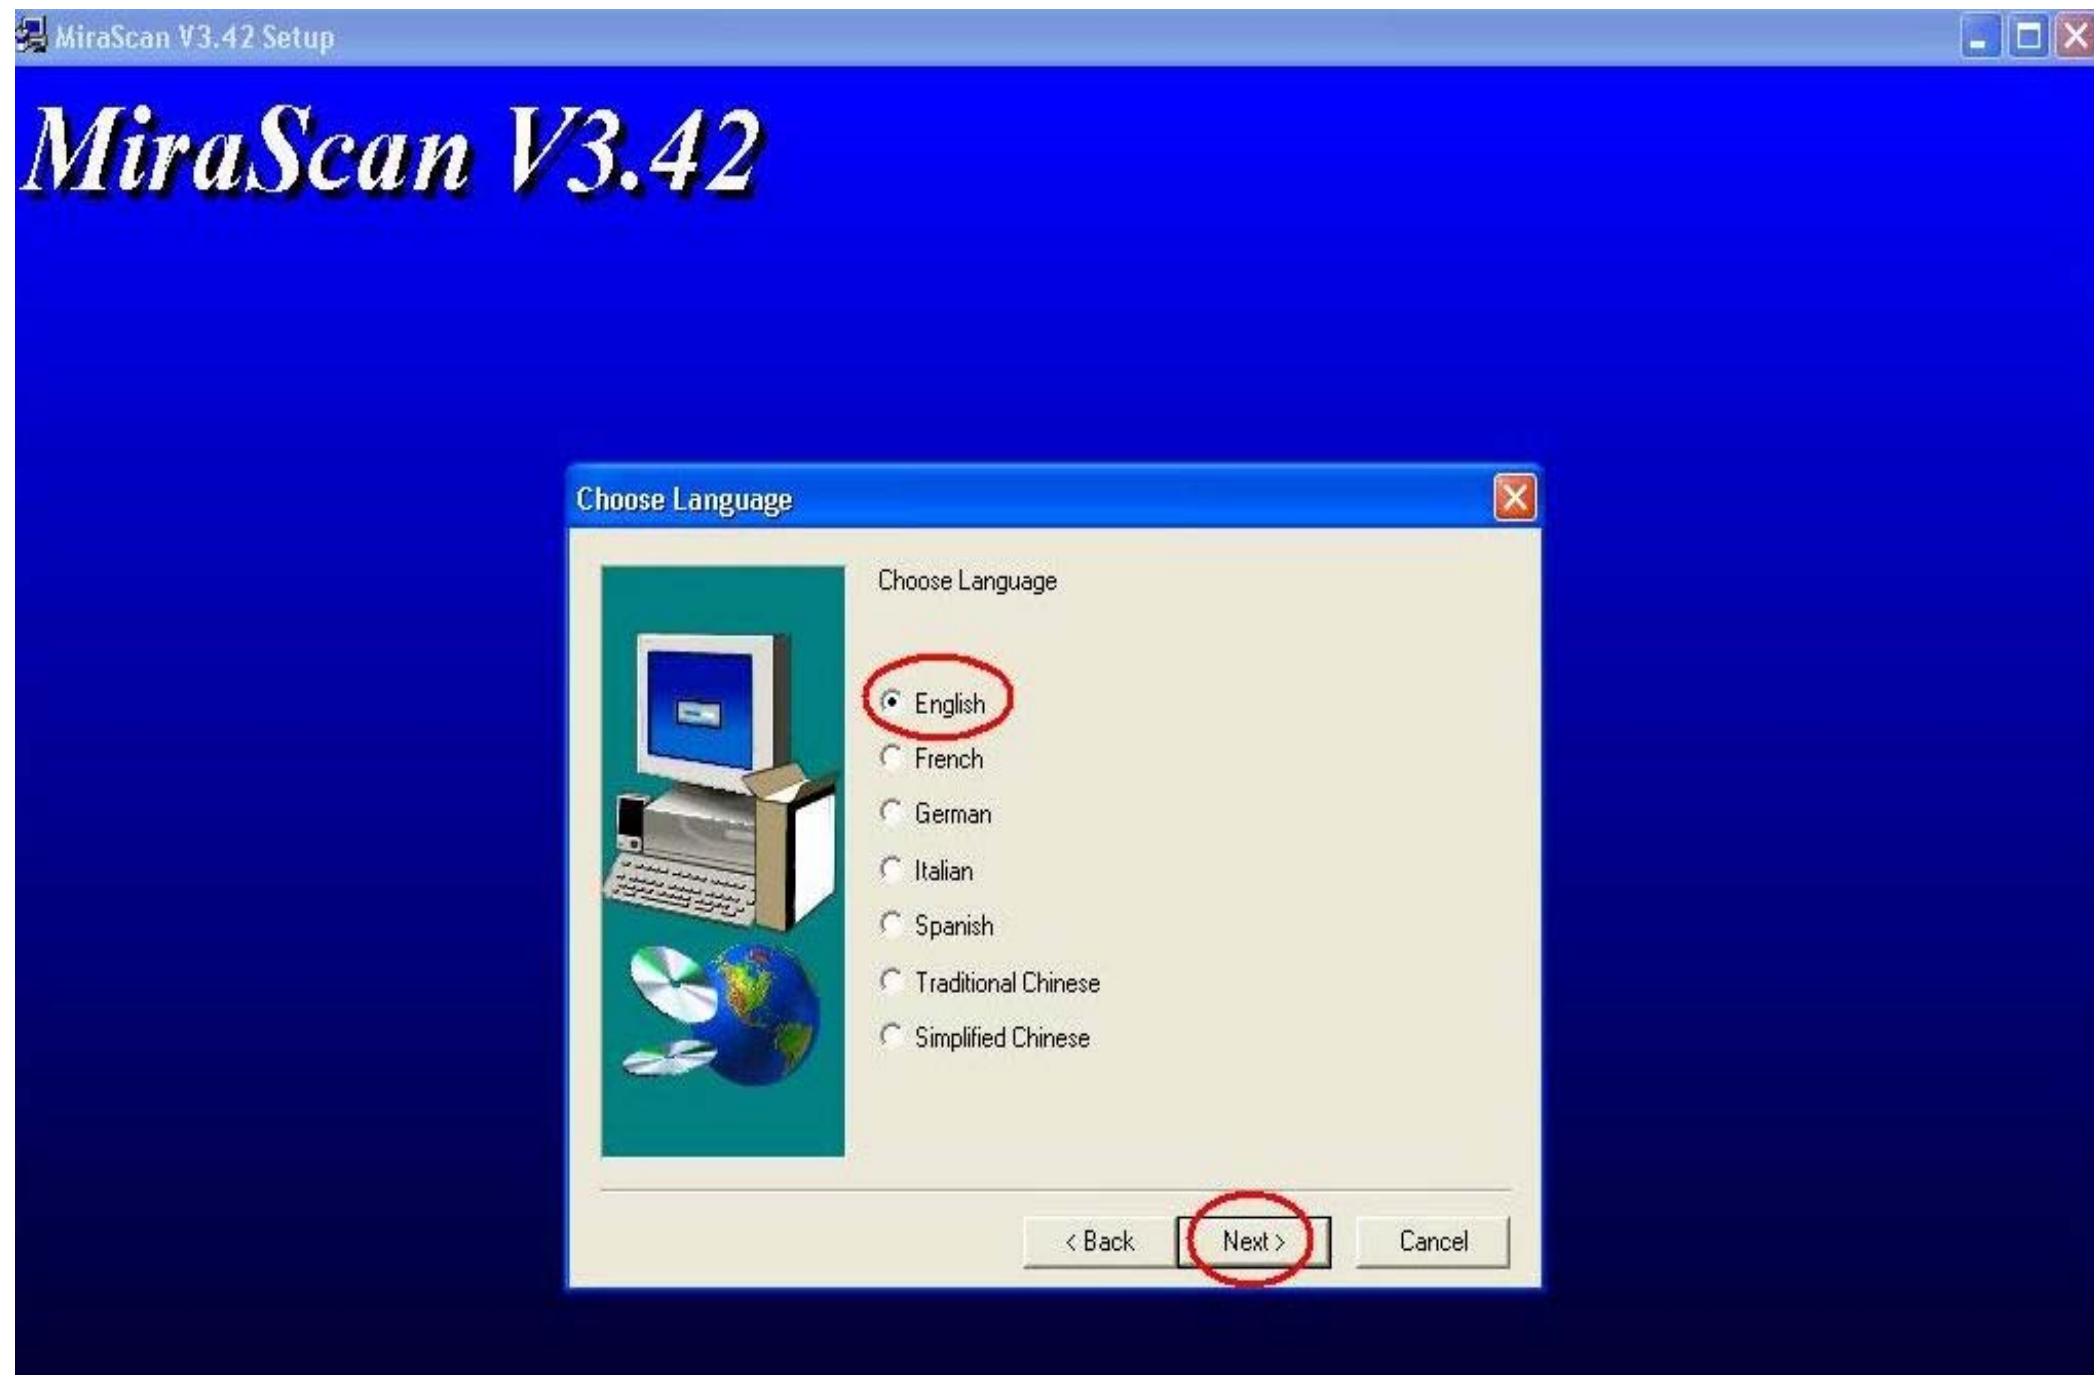 MiraScan V3.42 Setup
MiraScan V3.42
Choose Language
Choose Language
English
French
German
Italian
Spanish
Traditional Chinese
Simplified Chinese
< Back Next > Cancel